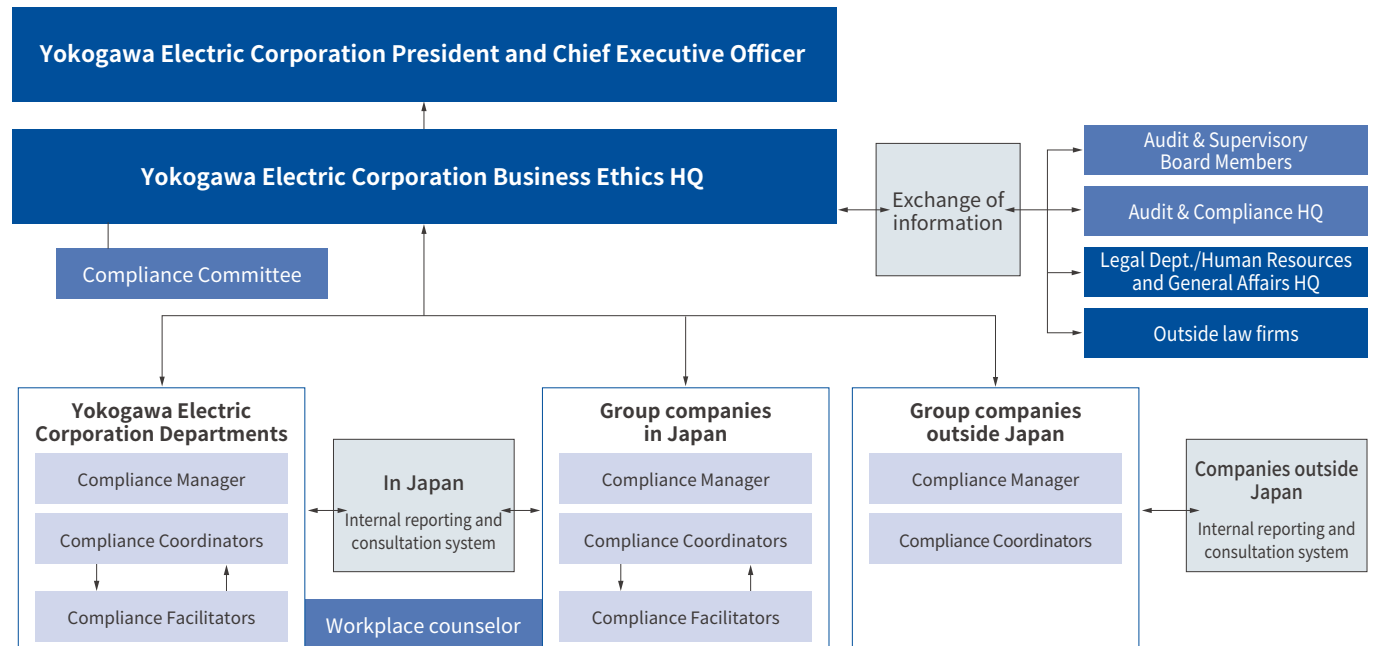 Yokogawa Electric Corporation President and Chief Executive Officer
Yokogawa Electric Corporation Business Ethics HQ
Compliance Committee
Exchange of
information
Audit & Supervisory
Board Members
Audit & Compliance HQ
Legal Dept./Human Resources
and General Affairs HQ
Outside law firms
Yokogawa Electric
Corporation Departments
Compliance Manager
Compliance Coordinators
Compliance Facilitators
In Japan
Internal reporting and
consultation system
Workplace counselor
Group companies
in Japan
Compliance Manager
Compliance Coordinators
Compliance Facilitators
Group companies
outside Japan
Compliance Manager
Compliance Coordinators
Companies outside
Japan
Internal reporting and
consultation system